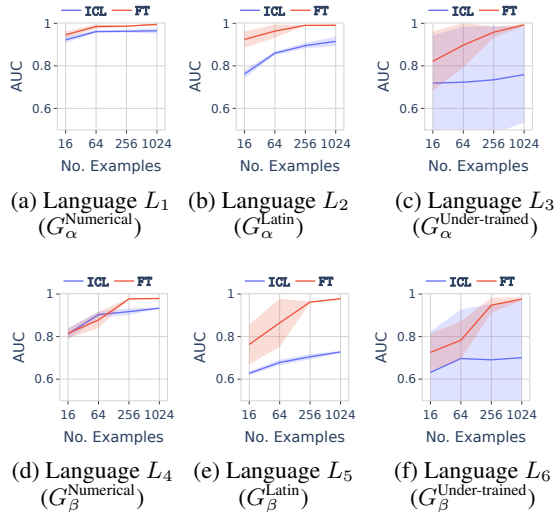 ICL FT ICL FT ICL FT
1 1 1
AUC 0.8 AUC 0.8 AUC 0.8
0.6 0.6 0.6
16 64 256 1024 16 64 256 1024 16 64 256 1024
No. Examples No. Examples No. Examples
(a) Language L₁ (b) Language L₂ (c) Language L₃
(G_α^Numerical) (G_α^Latin) (G_α^Under-trained)
ICL FT ICL FT ICL FT
1 1 1
AUC 0.8 AUC 0.8 AUC 0.8
0.6 0.6 0.6
16 64 256 1024 16 64 256 1024 16 64 256 1024
No. Examples No. Examples No. Examples
(d) Language L₄ (e) Language L₅ (f) Language L₆
(G_β^Numerical) (G_β^Latin) (G_β^Under-trained)